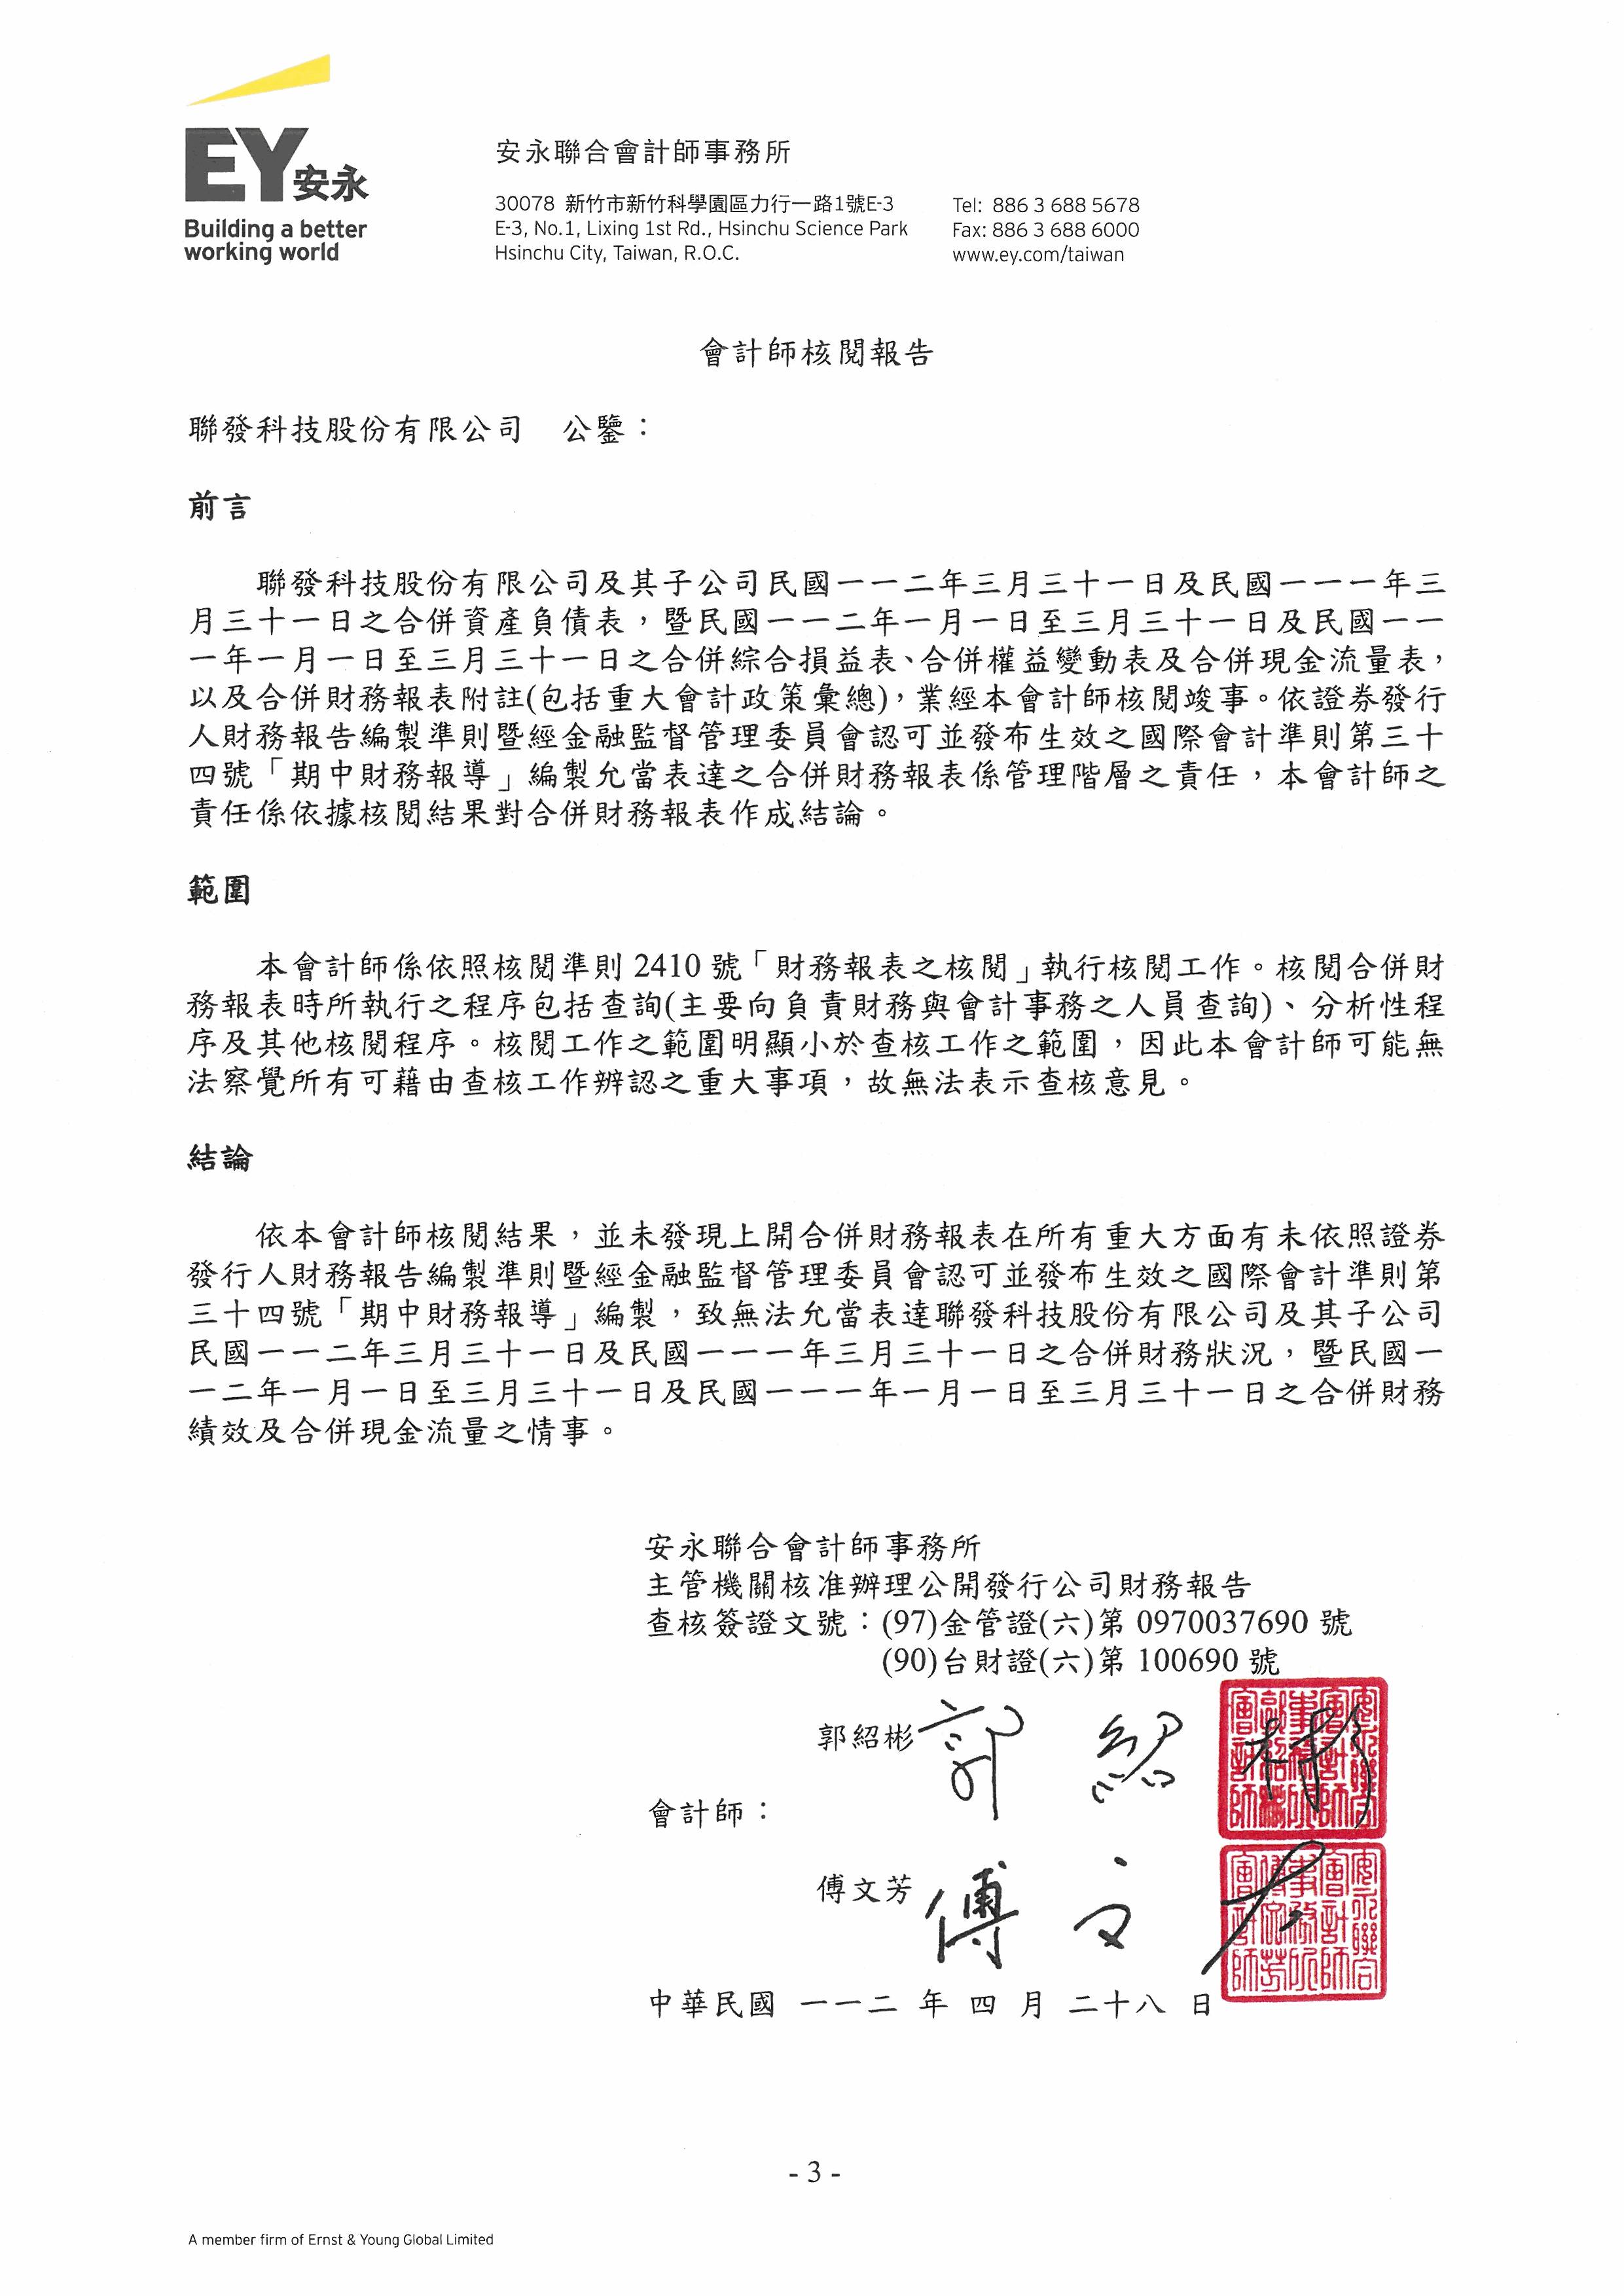 EY安永
Building a better
working world
安永聯合會計師事務所
30078 新竹市新竹科學園區力行一路1號E-3
E-3, No.1, Lixing 1st Rd., Hsinchu Science Park
Hsinchu City, Taiwan, R.O.C.
Tel: 886 3 688 5678
Fax: 886 3 688 6000
www.ey.com/taiwan
會計師核閱報告
聯發科技股份有限公司 公鑒：
前言
聯發科技股份有限公司及其子公司民國一一二年三月三十一日及民國一一一年三
月三十一日之合併資產負債表，暨民國一一二年一月一日至三月三十一日及民國一一
一年一月一日至三月三十一日之合併綜合損益表、合併權益變動表及合併現金流量表，
以及合併財務報表附註(包括重大會計政策彙總)，業經本會計師核閱竣事。依證券發行
人財務報告編製準則暨經金融監督管理委員會認可並發布生效之國際會計準則第三十
四號「期中財務報導」編製允當表達之合併財務報表係管理階層之責任，本會計師之
責任係依據核閱結果對合併財務報表作成結論。
範圍
本會計師係依照核閱準則 2410 號「財務報表之核閱」執行核閱工作。核閱合併財
務報表時所執行之程序包括查詢(主要向負責財務與會計事務之人員查詢)、分析性程
序及其他核閱程序。核閱工作之範圍明顯小於查核工作之範圍，因此本會計師可能無
法察覺所有可藉由查核工作辨認之重大事項，故無法表示查核意見。
結論
依本會計師核閱結果，並未發現上開合併財務報表在所有重大方面有未依照證券
發行人財務報告編製準則暨經金融監督管理委員會認可並發布生效之國際會計準則第
三十四號「期中財務報導」編製，致無法允當表達聯發科技股份有限公司及其子公司
民國一一二年三月三十一日及民國一一一年三月三十一日之合併財務狀況，暨民國一
一二年一月一日至三月三十一日及民國一一一年一月一日至三月三十一日之合併財務
績效及合併現金流量之情事。
安永聯合會計師事務所
主管機關核准辦理公開發行公司財務報告
查核簽證文號：(97)金管證(六)第 0970037690 號
(90)台財證(六)第 100690 號
郭紹彬 郭 紹 彬
安永聯合會計師事務所郭紹彬會計師
會計師：
傅文芳 傅 文 芳
安永聯合會計師事務所傅文芳會計師
中華民國 一一二 年 四 月 二十八 日
- 3 -
A member firm of Ernst & Young Global Limited